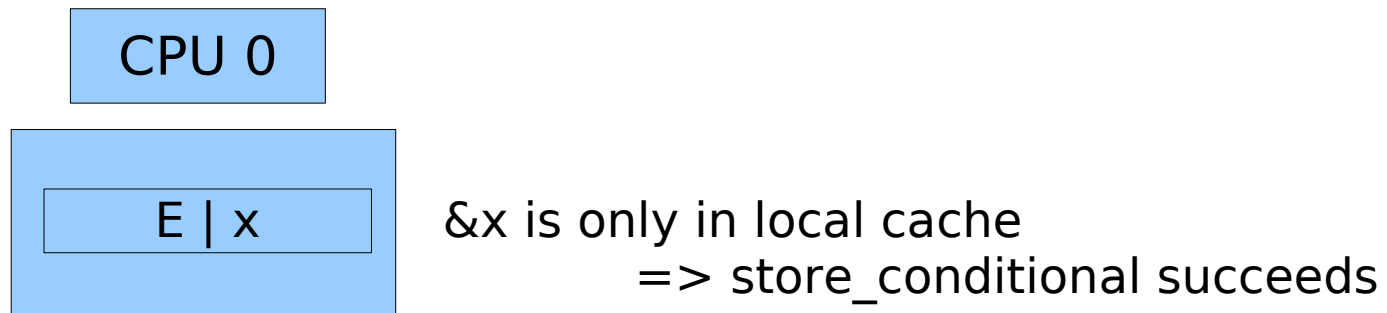 CPU 0
E | x
&x is only in local cache
=> store_conditional succeeds